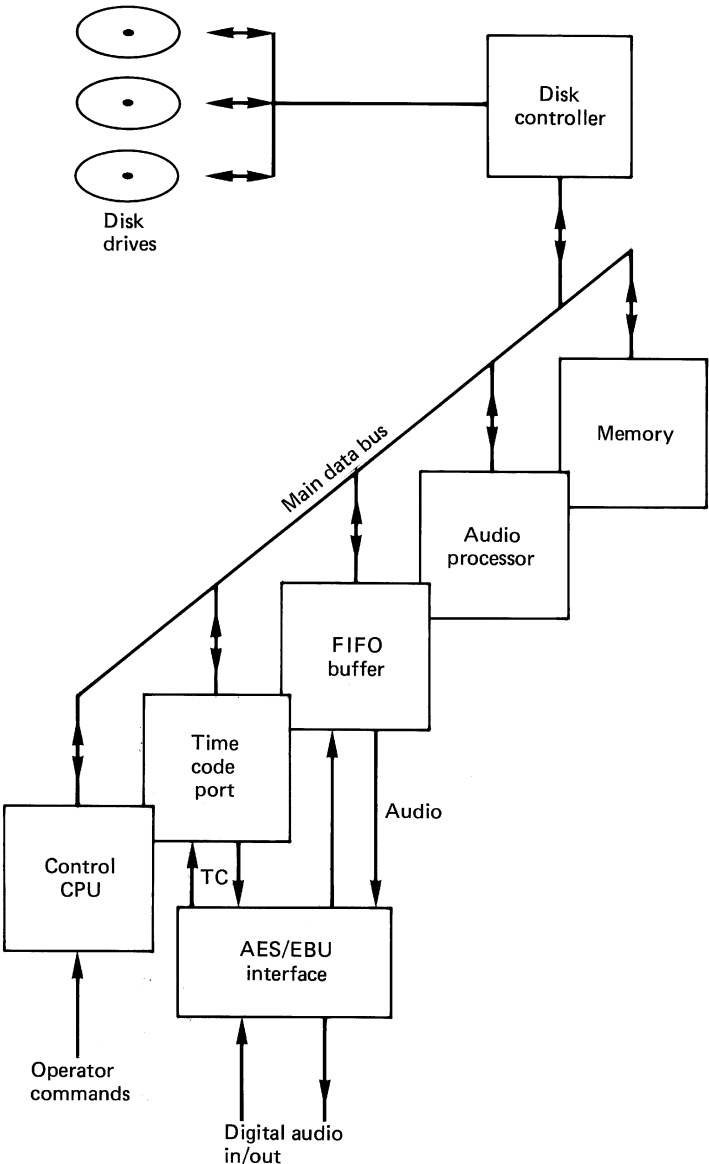 Disk
controller
Disk
drives
Main data bus
Memory
Audio
processor
FIFO
buffer
Time
code
port
Audio
Control
CPU
TC
AES/EBU
interface
Operator
commands
Digital audio
in/out